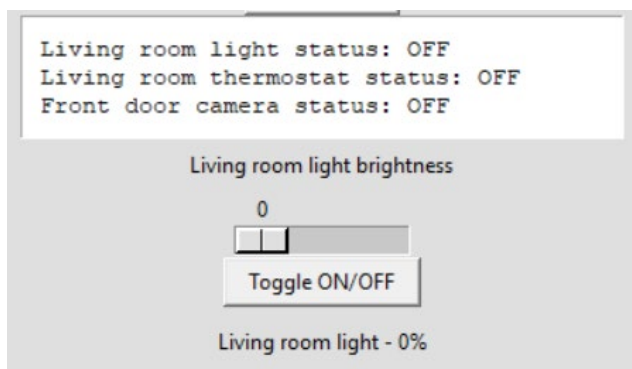 Living room light status: OFF
Living room thermostat status: OFF
Front door camera status: OFF
Living room light brightness
0
Toggle ON/OFF
Living room light - 0%